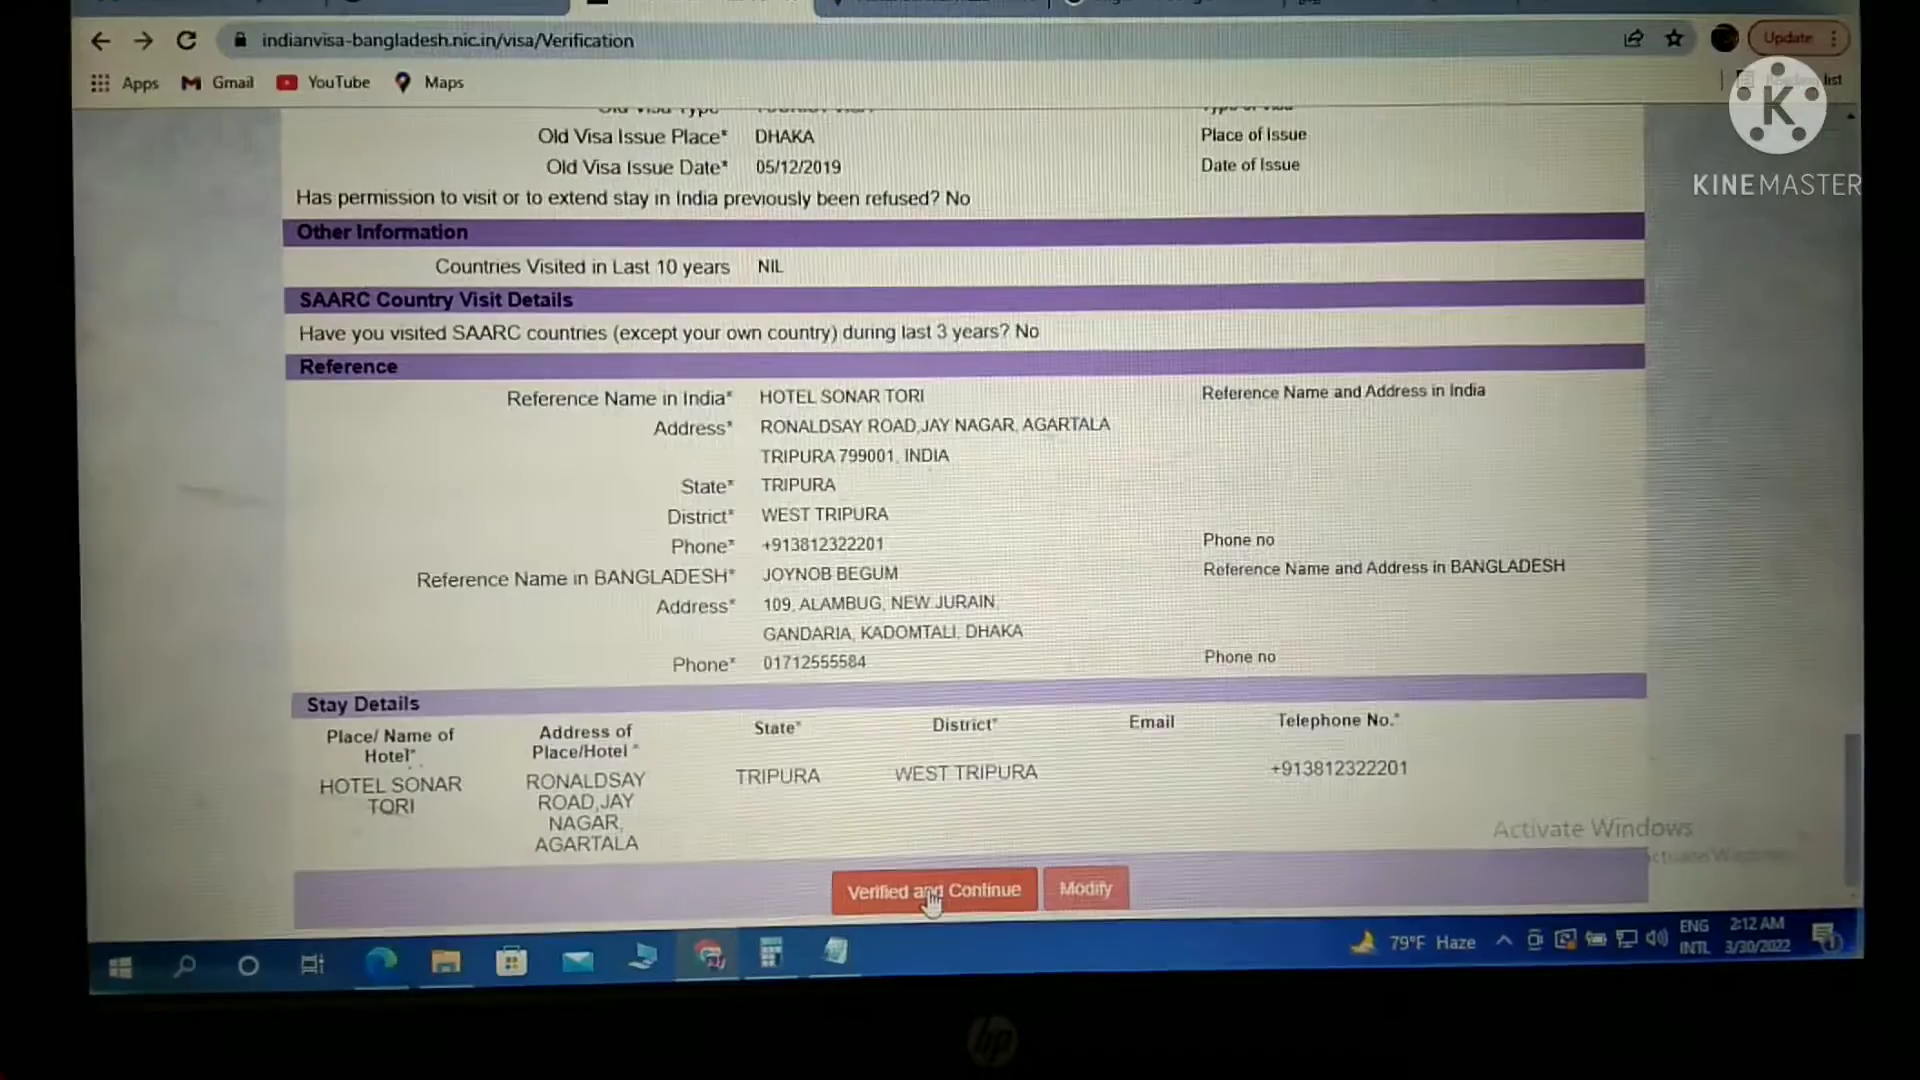 indianvisa-bangladesh.nic.in/visa/Verification
Update
Apps Gmail YouTube Maps
list
KINEMASTER
K
Old Visa Type
Old Visa Issue Place* DHAKA Place of Issue
Old Visa Issue Date* 05/12/2019 Date of Issue
Has permission to visit or to extend stay in India previously been refused? No
Other Information
Countries Visited in Last 10 years NIL
SAARC Country Visit Details
Have you visited SAARC countries (except your own country) during last 3 years? No
Reference
Reference Name in India* HOTEL SONAR TORI Reference Name and Address in India
Address* RONALDSAY ROAD,JAY NAGAR, AGARTALA
TRIPURA 799001, INDIA
State* TRIPURA
District* WEST TRIPURA
Phone* +913812322201 Phone no
Reference Name in BANGLADESH* JOYNOB BEGUM Reference Name and Address in BANGLADESH
Address* 109, ALAMBUG, NEW JURAIN,
GANDARIA, KADOMTALI, DHAKA
Phone* 01712555584 Phone no
Stay Details
Place/ Name of Hotel* Address of Place/Hotel * State* District* Email Telephone No.*
HOTEL SONAR TORI RONALDSAY ROAD,JAY NAGAR, AGARTALA TRIPURA WEST TRIPURA +913812322201
Activate Windows
Verified and Continue Modify
79°F Haze ENG INTL 2:12 AM 3/30/2022
hp